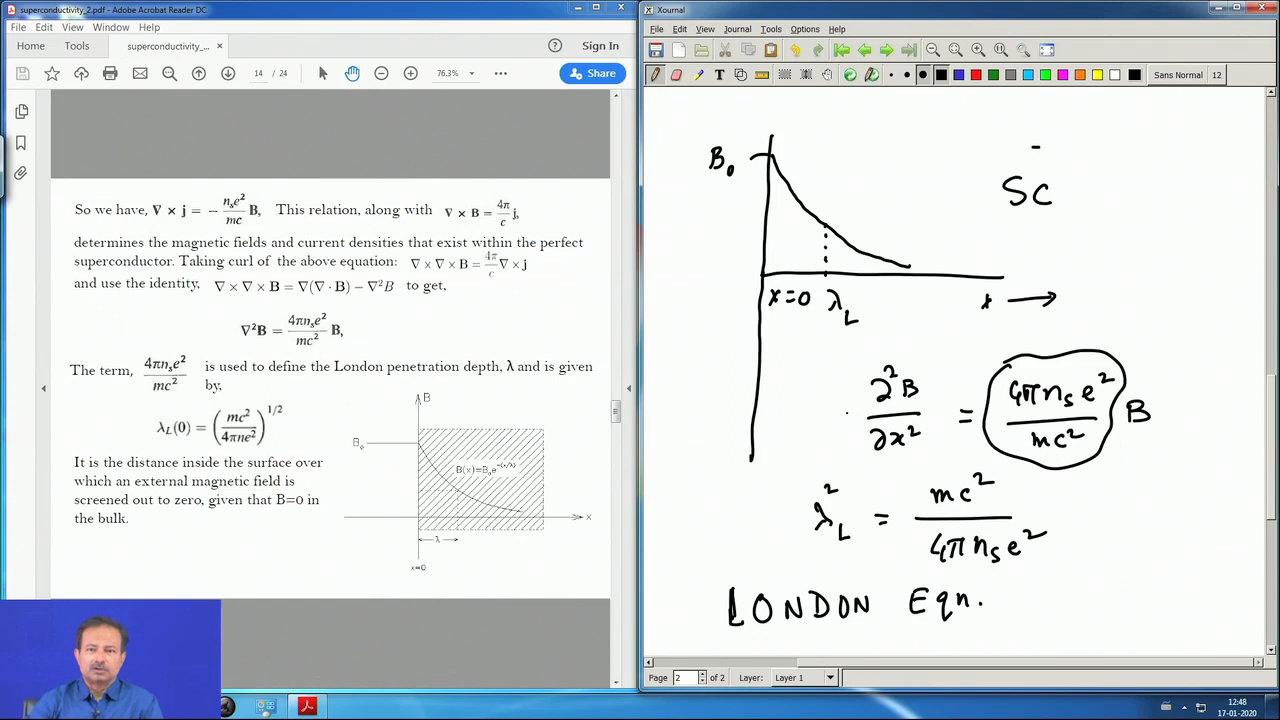 superconductivity_2.pdf - Adobe Acrobat Reader DC
File Edit View Window Help
Home Tools superconductivity_... × Sign In
14 / 24 76.3% Share
So we have, ∇ × j = − nₛe²/mc B, This relation, along with ∇ × B = 4π/c j,
determines the magnetic fields and current densities that exist within the perfect
superconductor. Taking curl of the above equation: ∇ × ∇ × B = 4π/c ∇ × j
and use the identity, ∇ × ∇ × B = ∇(∇ · B) − ∇²B to get,
∇²B = 4πnₛe²/mc² B,
The term, 4πnₛe²/mc² is used to define the London penetration depth, λ and is given
by,
λL(0) = (mc²/4πne²)^1/2
It is the distance inside the surface over
which an external magnetic field is
screened out to zero, given that B=0 in
the bulk.
B
B₀
B(x)=B₀e^-(x/λ)
x
λ
x=0
Xournal
File Edit View Journal Tools Options Help
Sans Normal 12
B₀
SC
x=0 λL x
∂²B/∂x² = 4πnₛe²/mc² B
λL² = mc²/4πnₛe²
LONDON Eqn.
Page 2 of 2 Layer: Layer 1
12:48
17-01-2020